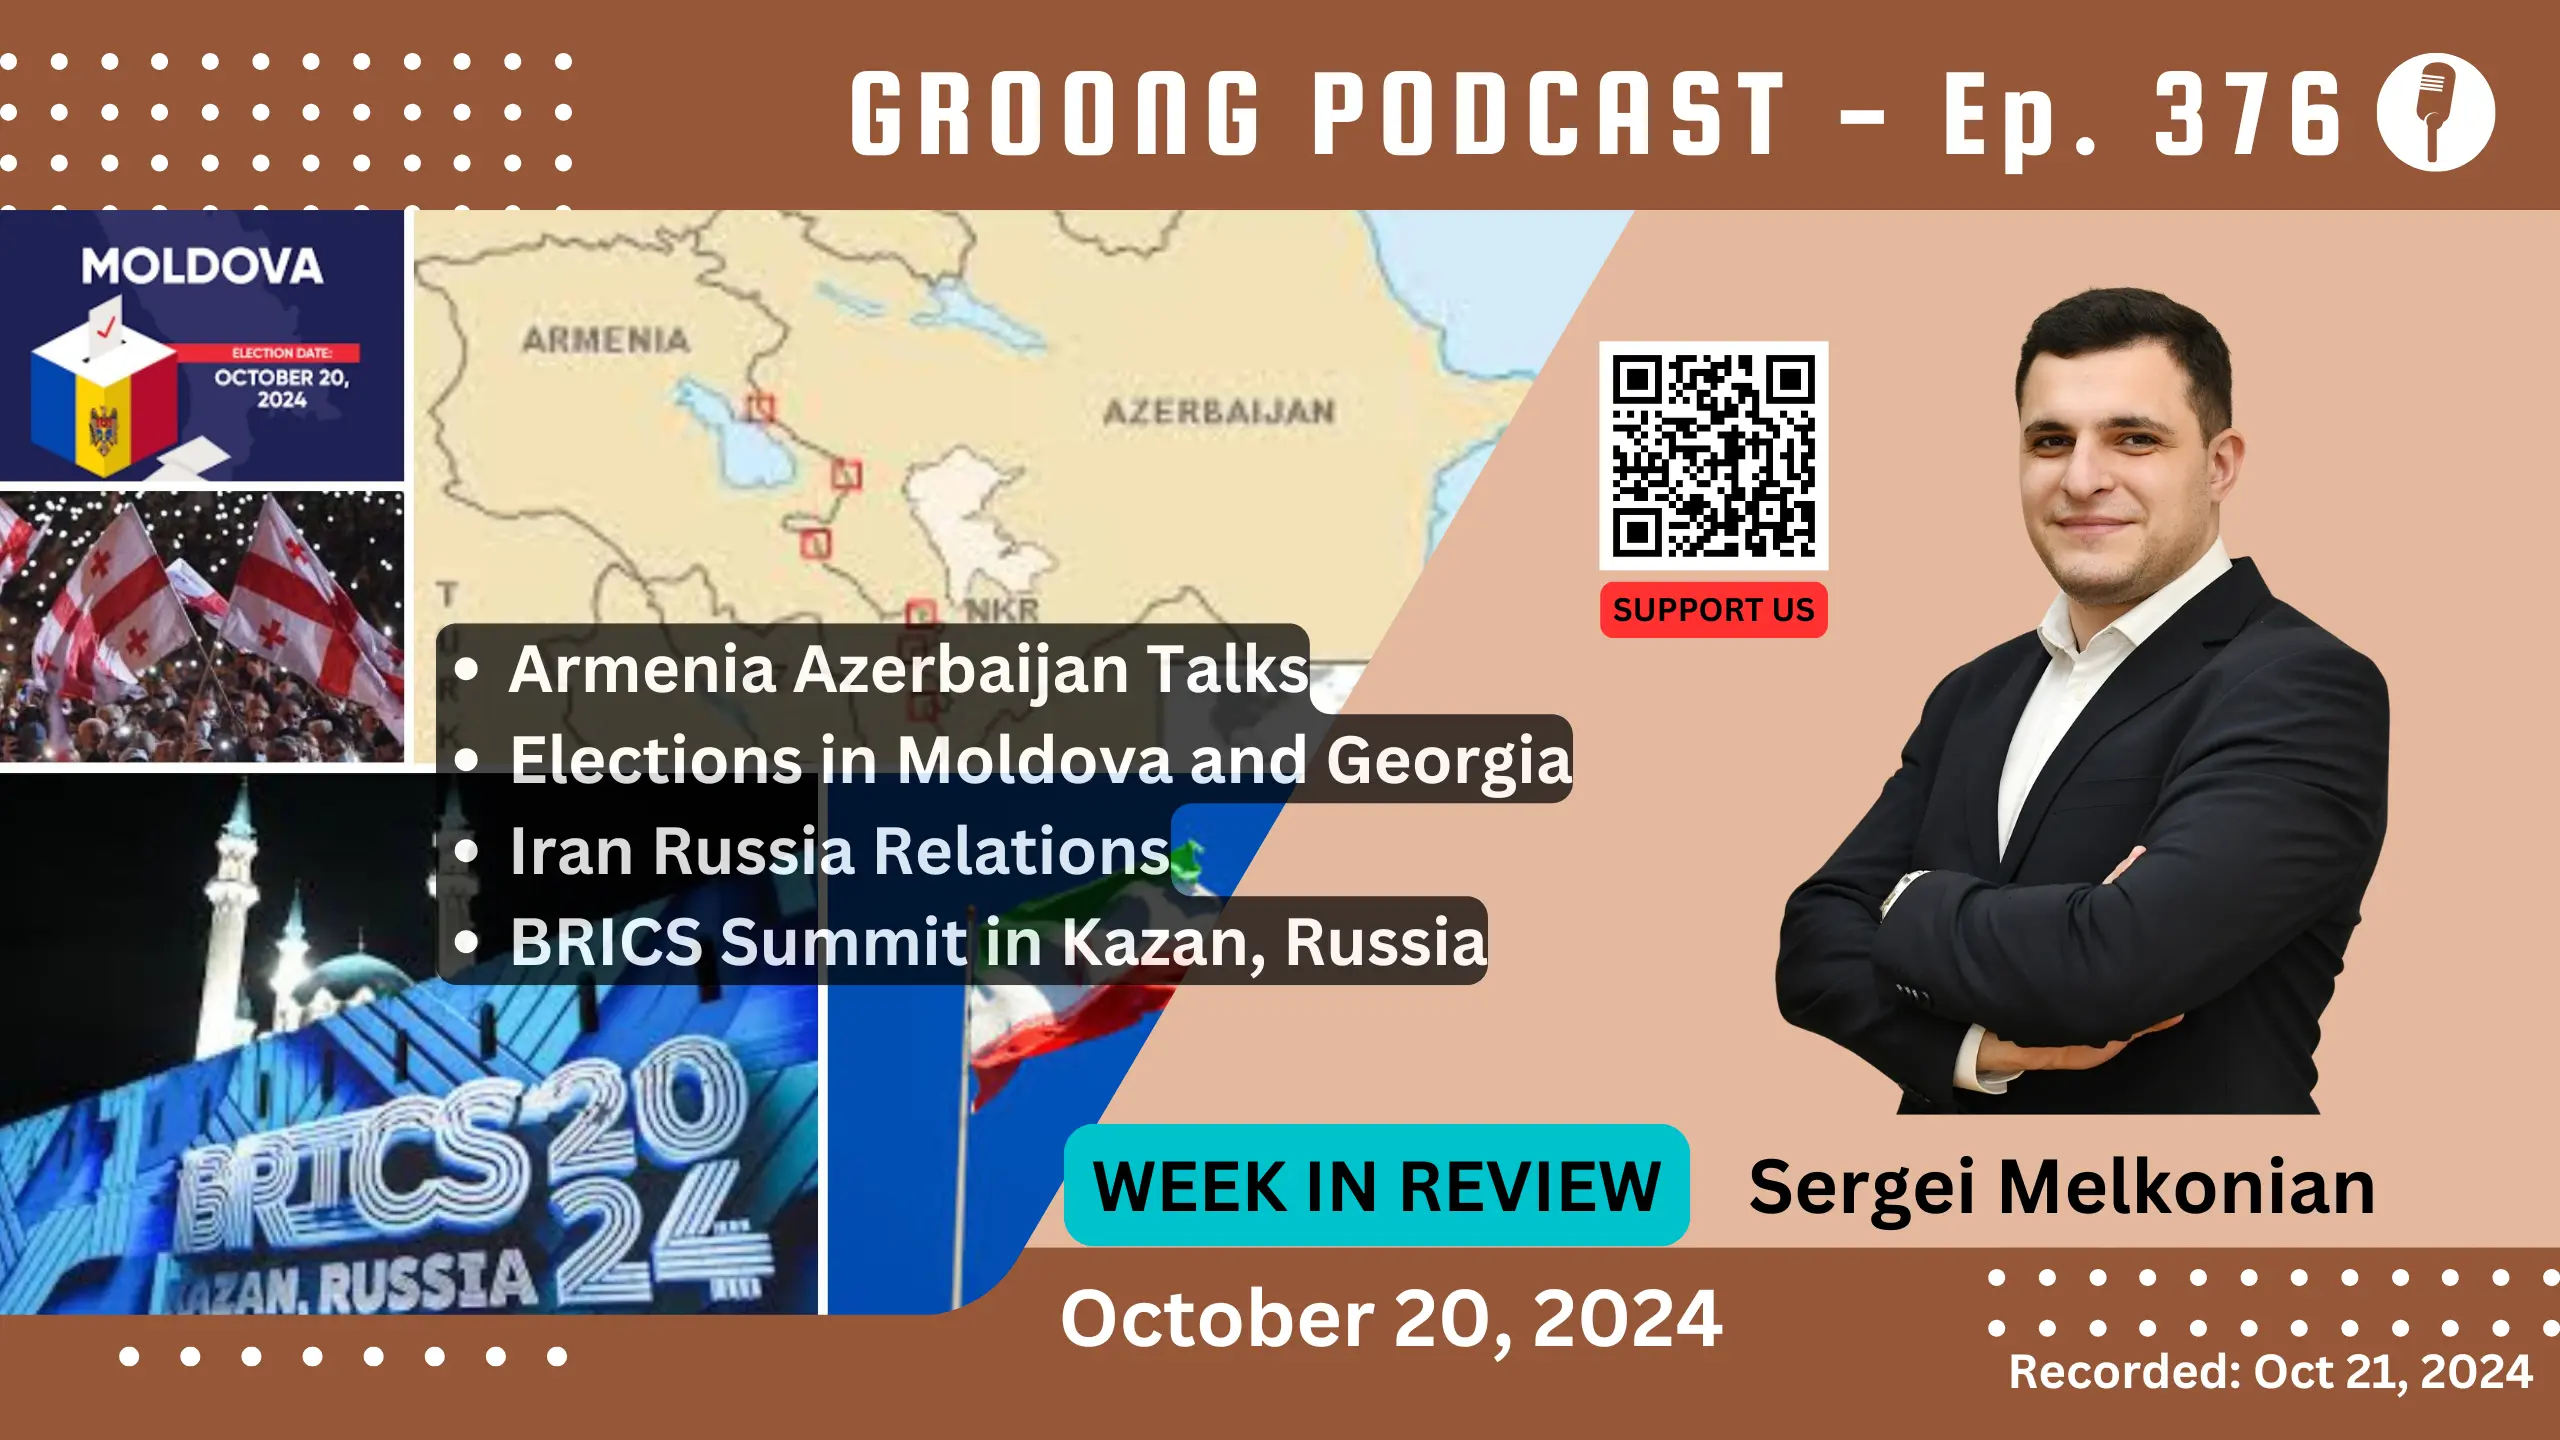 GROONG PODCAST – Ep. 376
MOLDOVA
ELECTION DATE:
OCTOBER 20,
2024
ARMENIA
AZERBAIJAN
NKR
T
U
R
K
• Armenia Azerbaijan Talks
• Elections in Moldova and Georgia
• Iran Russia Relations
• BRICS Summit in Kazan, Russia
SUPPORT US
BRICS 20
24
KAZAN, RUSSIA
WEEK IN REVIEW
Sergei Melkonian
October 20, 2024
Recorded: Oct 21, 2024